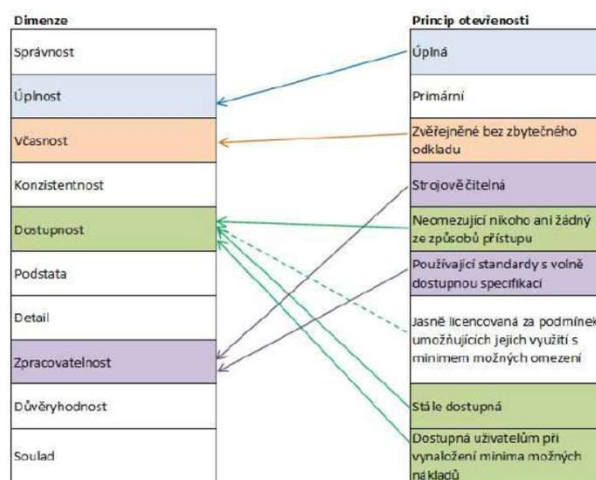 Dimenze
Správnost
Úplnost
Včasnost
Konzistentnost
Dostupnost
Podstata
Detail
Zpracovatelnost
Důvěryhodnost
Soulad
Princip otevřenosti
Úplná
Primární
Zvěřejněné bez zbytečného
odkladu
Strojově čitelná
Neomezující nikoho ani žádný
ze způsobů přístupu
Používající standardy s volně
dostupnou specifikací
Jasně licencovaná za podmínek
umožňujících jejich využití s
minimem možných omezení
Stále dostupná
Dostupná uživatelům při
vynaložení minima možných
nákladů